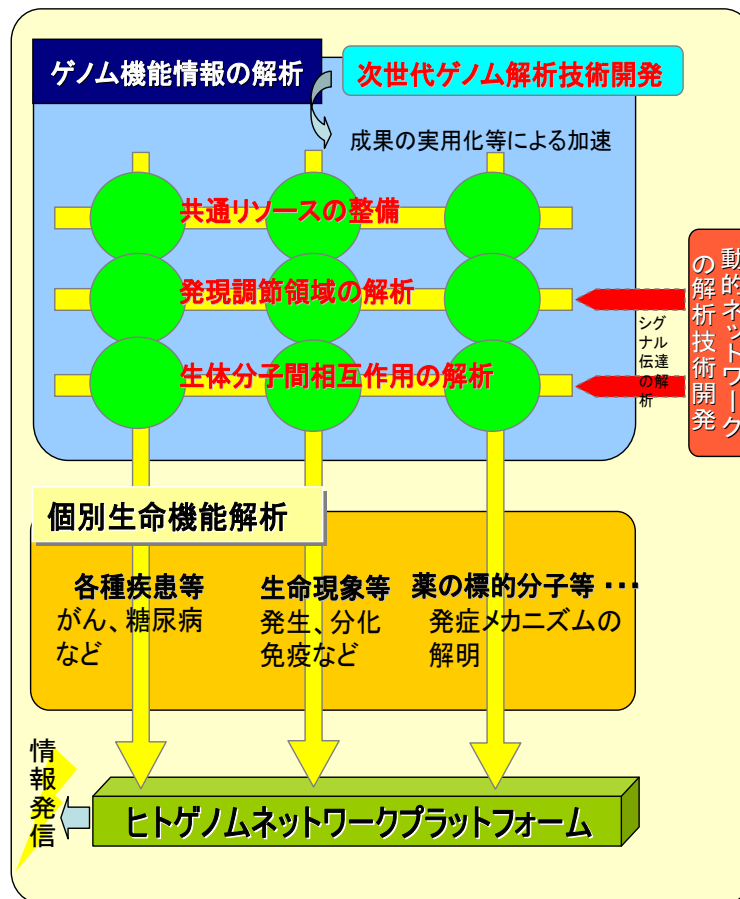 ゲノム機能情報の解析
次世代ゲノム解析技術開発
成果の実用化等による加速
共通リソースの整備
発現調節領域の解析
生体分子間相互作用の解析
動的ネットワーク
の解析技術開発
シグ
ナル
伝達
の解
析
個別生命機能解析
各種疾患等
がん、糖尿病
など
生命現象等
発生、分化
免疫など
薬の標的分子等 ・・・
発症メカニズムの
解明
情報発信
ヒトゲノムネットワークプラットフォーム